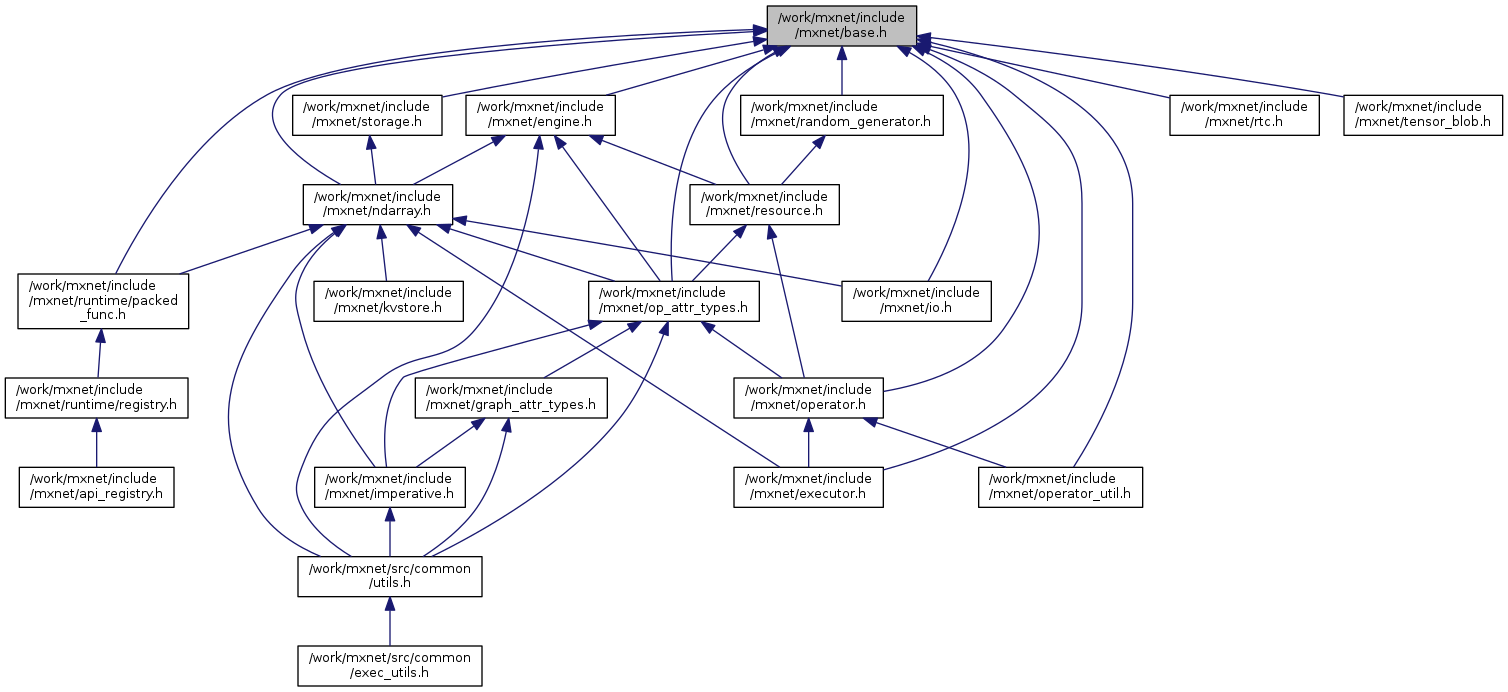 /work/mxnet/include
/mxnet/base.h
/work/mxnet/include
/mxnet/storage.h
/work/mxnet/include
/mxnet/engine.h
/work/mxnet/include
/mxnet/random_generator.h
/work/mxnet/include
/mxnet/rtc.h
/work/mxnet/include
/mxnet/tensor_blob.h
/work/mxnet/include
/mxnet/ndarray.h
/work/mxnet/include
/mxnet/resource.h
/work/mxnet/include
/mxnet/runtime/packed
_func.h
/work/mxnet/include
/mxnet/kvstore.h
/work/mxnet/include
/mxnet/op_attr_types.h
/work/mxnet/include
/mxnet/io.h
/work/mxnet/include
/mxnet/runtime/registry.h
/work/mxnet/include
/mxnet/graph_attr_types.h
/work/mxnet/include
/mxnet/operator.h
/work/mxnet/include
/mxnet/api_registry.h
/work/mxnet/include
/mxnet/imperative.h
/work/mxnet/include
/mxnet/executor.h
/work/mxnet/include
/mxnet/operator_util.h
/work/mxnet/src/common
/utils.h
/work/mxnet/src/common
/exec_utils.h